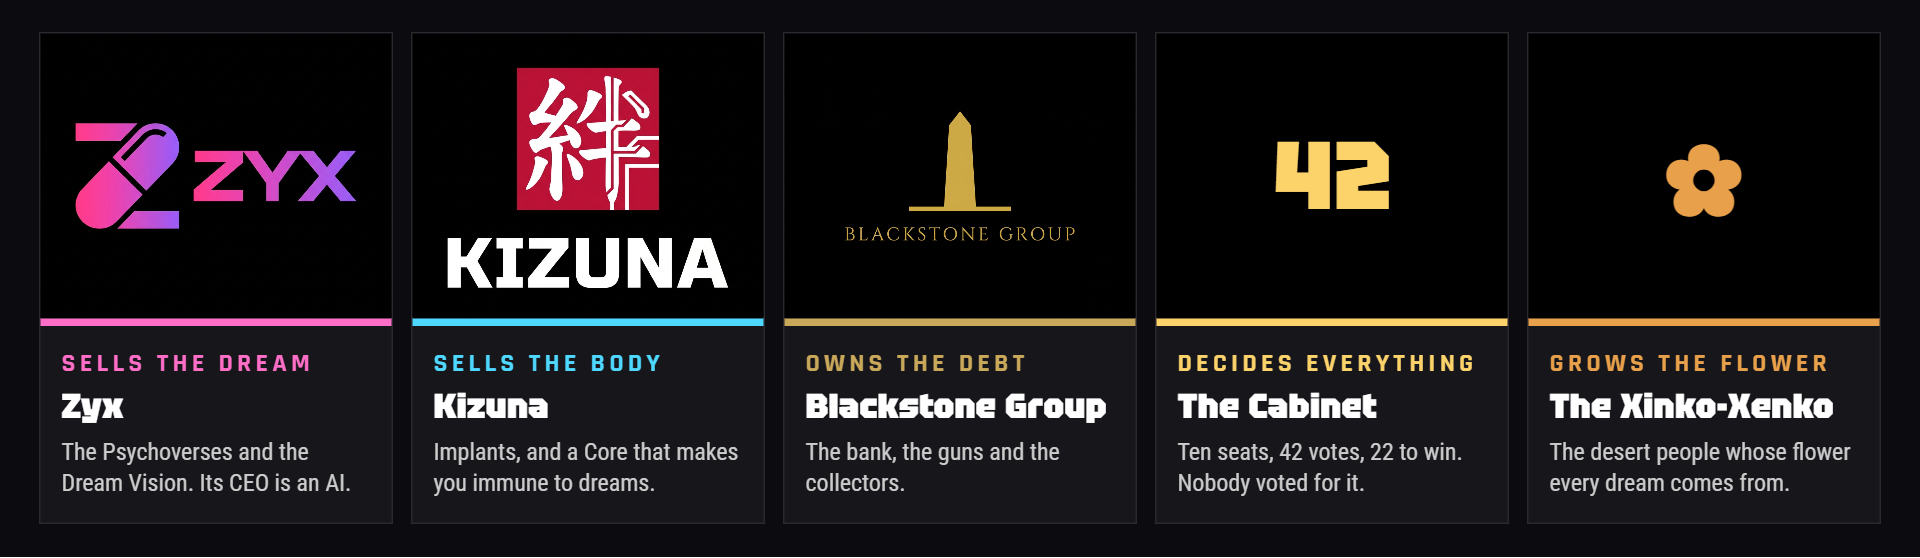 ZYX
SELLS THE DREAM
Zyx
The Psychoverses and the
Dream Vision. Its CEO is an AI.
絆
KIZUNA
SELLS THE BODY
Kizuna
Implants, and a Core that makes
you immune to dreams.
BLACKSTONE GROUP
OWNS THE DEBT
Blackstone Group
The bank, the guns and the
collectors.
42
DECIDES EVERYTHING
The Cabinet
Ten seats, 42 votes, 22 to win.
Nobody voted for it.
GROWS THE FLOWER
The Xinko-Xenko
The desert people whose flower
every dream comes from.